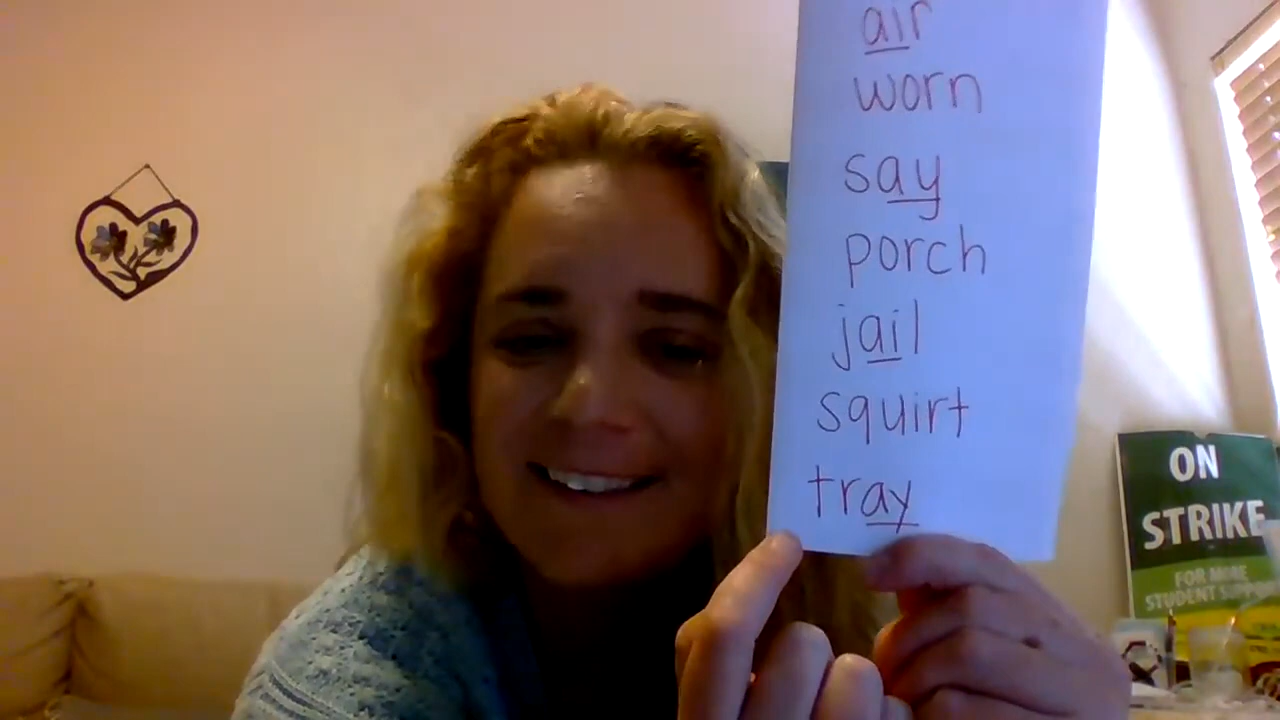 air
worn
say
porch
jail
squirt
tray
ON
STRIKE
FOR MORE
STUDENT SUPPORT